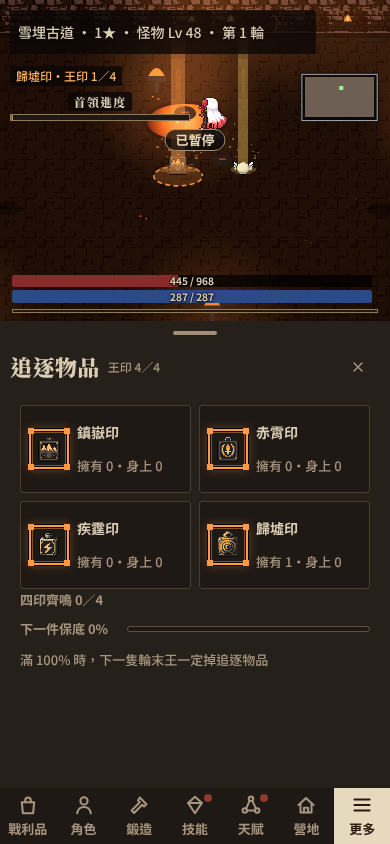 雪埋古道 • 1★ • 怪物 Lv 48 • 第 1 輪
歸墟印・王印 1／4
首領進度
已暫停
445 / 968
287 / 287
追逐物品 王印 4／4 ×
鎮嶽印
擁有 0・身上 0
赤霄印
擁有 0・身上 0
疾霆印
擁有 0・身上 0
歸墟印
擁有 1・身上 0
四印齊鳴 0／4
下一件保底 0%
滿 100% 時，下一隻輪末王一定掉追逐物品
戰利品 角色 鍛造 技能 天賦 營地 更多